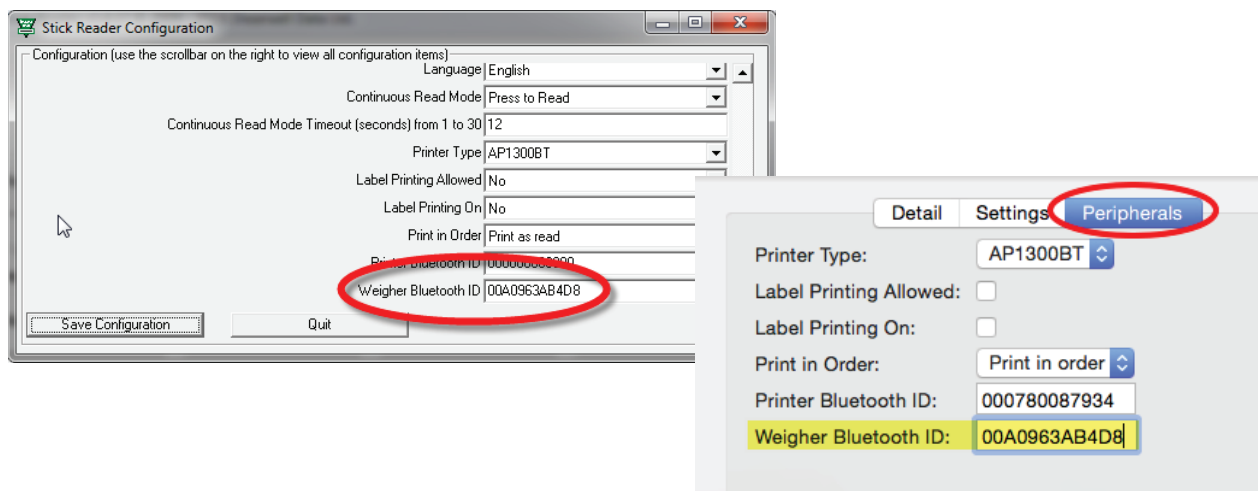 Stick Reader Configuration
Configuration (use the scrollbar on the right to view all configuration items)
Language English
Continuous Read Mode Press to Read
Continuous Read Mode Timeout (seconds) from 1 to 30 12
Printer Type AP1300BT
Label Printing Allowed No
Label Printing On No
Print in Order Print as read
Printer Bluetooth ID 000000000000
Weigher Bluetooth ID 00A0963AB4D8
Save Configuration Quit
Detail Settings Peripherals
Printer Type: AP1300BT
Label Printing Allowed:
Label Printing On:
Print in Order: Print in order
Printer Bluetooth ID: 000780087934
Weigher Bluetooth ID: 00A0963AB4D8